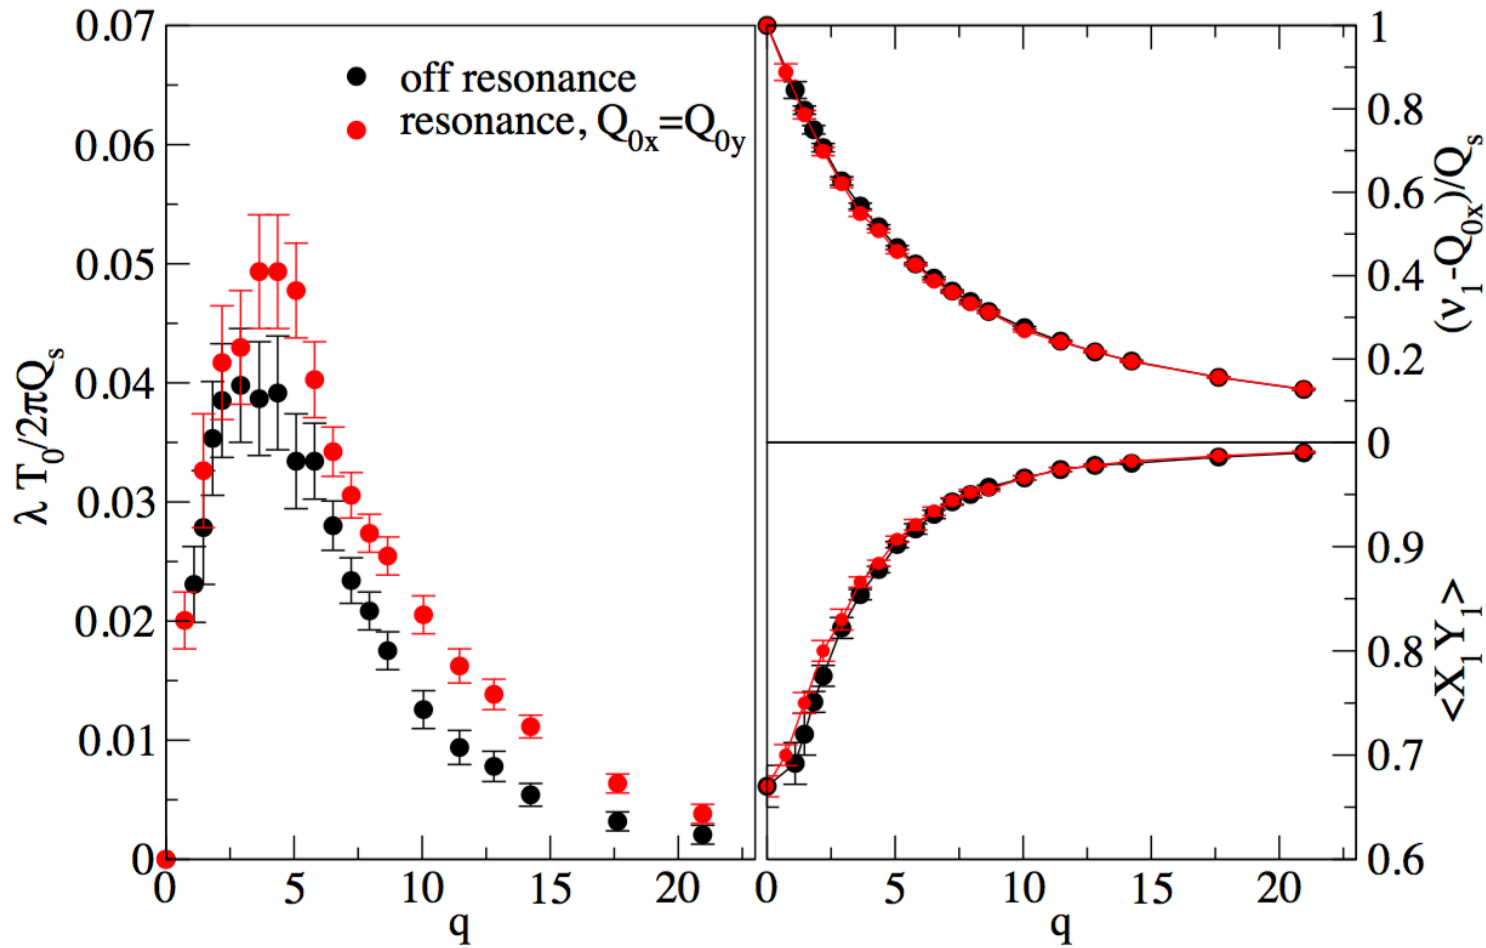 0.07
0.06
0.05
0.04
0.03
0.02
0.01
0
λ T₀/2πQₛ
off resonance
resonance, Q₀ₓ=Q₀y
0 5 10 15 20
q
1
0.8
0.6
0.4
0.2
0
(ν₁-Q₀ₓ)/Qₛ
0.9
0.8
0.7
0.6
<X₁Y₁>
0 5 10 15 20
q